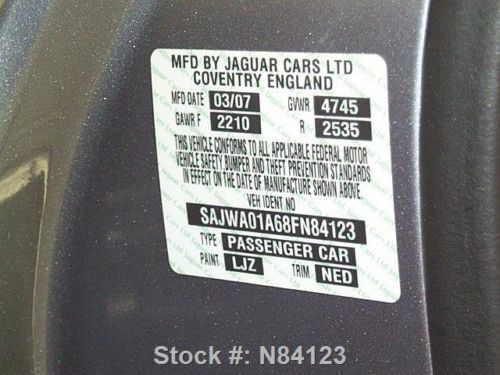 MFD BY JAGUAR CARS LTD
COVENTRY ENGLAND
MFD DATE 03/07 GVWR 4745
GAWR F 2210 R 2535
THIS VEHICLE CONFORMS TO ALL APPLICABLE FEDERAL MOTOR
VEHICLE SAFETY BUMPER AND THEFT PREVENTION STANDARDS
IN EFFECT ON THE DATE OF MANUFACTURE SHOWN ABOVE.
VEH IDENT NO
SAJWA01A68FN84123
TYPE PASSENGER CAR
PAINT LJZ TRIM NED
Stock #: N84123